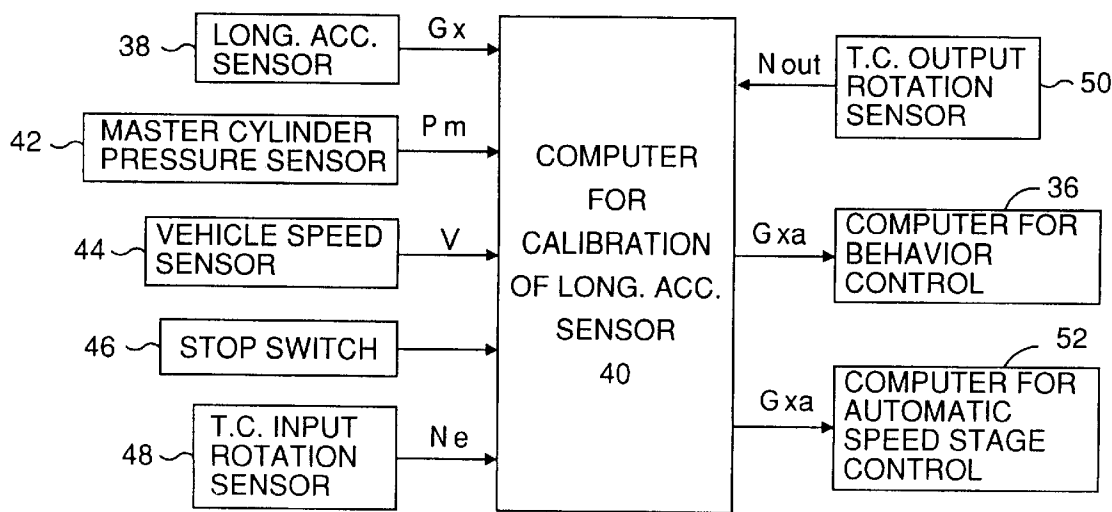 38
LONG. ACC.
SENSOR
Gx
42
MASTER CYLINDER
PRESSURE SENSOR
Pm
44
VEHICLE SPEED
SENSOR
V
46
STOP SWITCH
48
T.C. INPUT
ROTATION
SENSOR
Ne
COMPUTER
FOR
CALIBRATION
OF LONG. ACC.
SENSOR
40
Nout
T.C. OUTPUT
ROTATION
SENSOR
50
36
Gxa
COMPUTER FOR
BEHAVIOR
CONTROL
52
Gxa
COMPUTER FOR
AUTOMATIC
SPEED STAGE
CONTROL